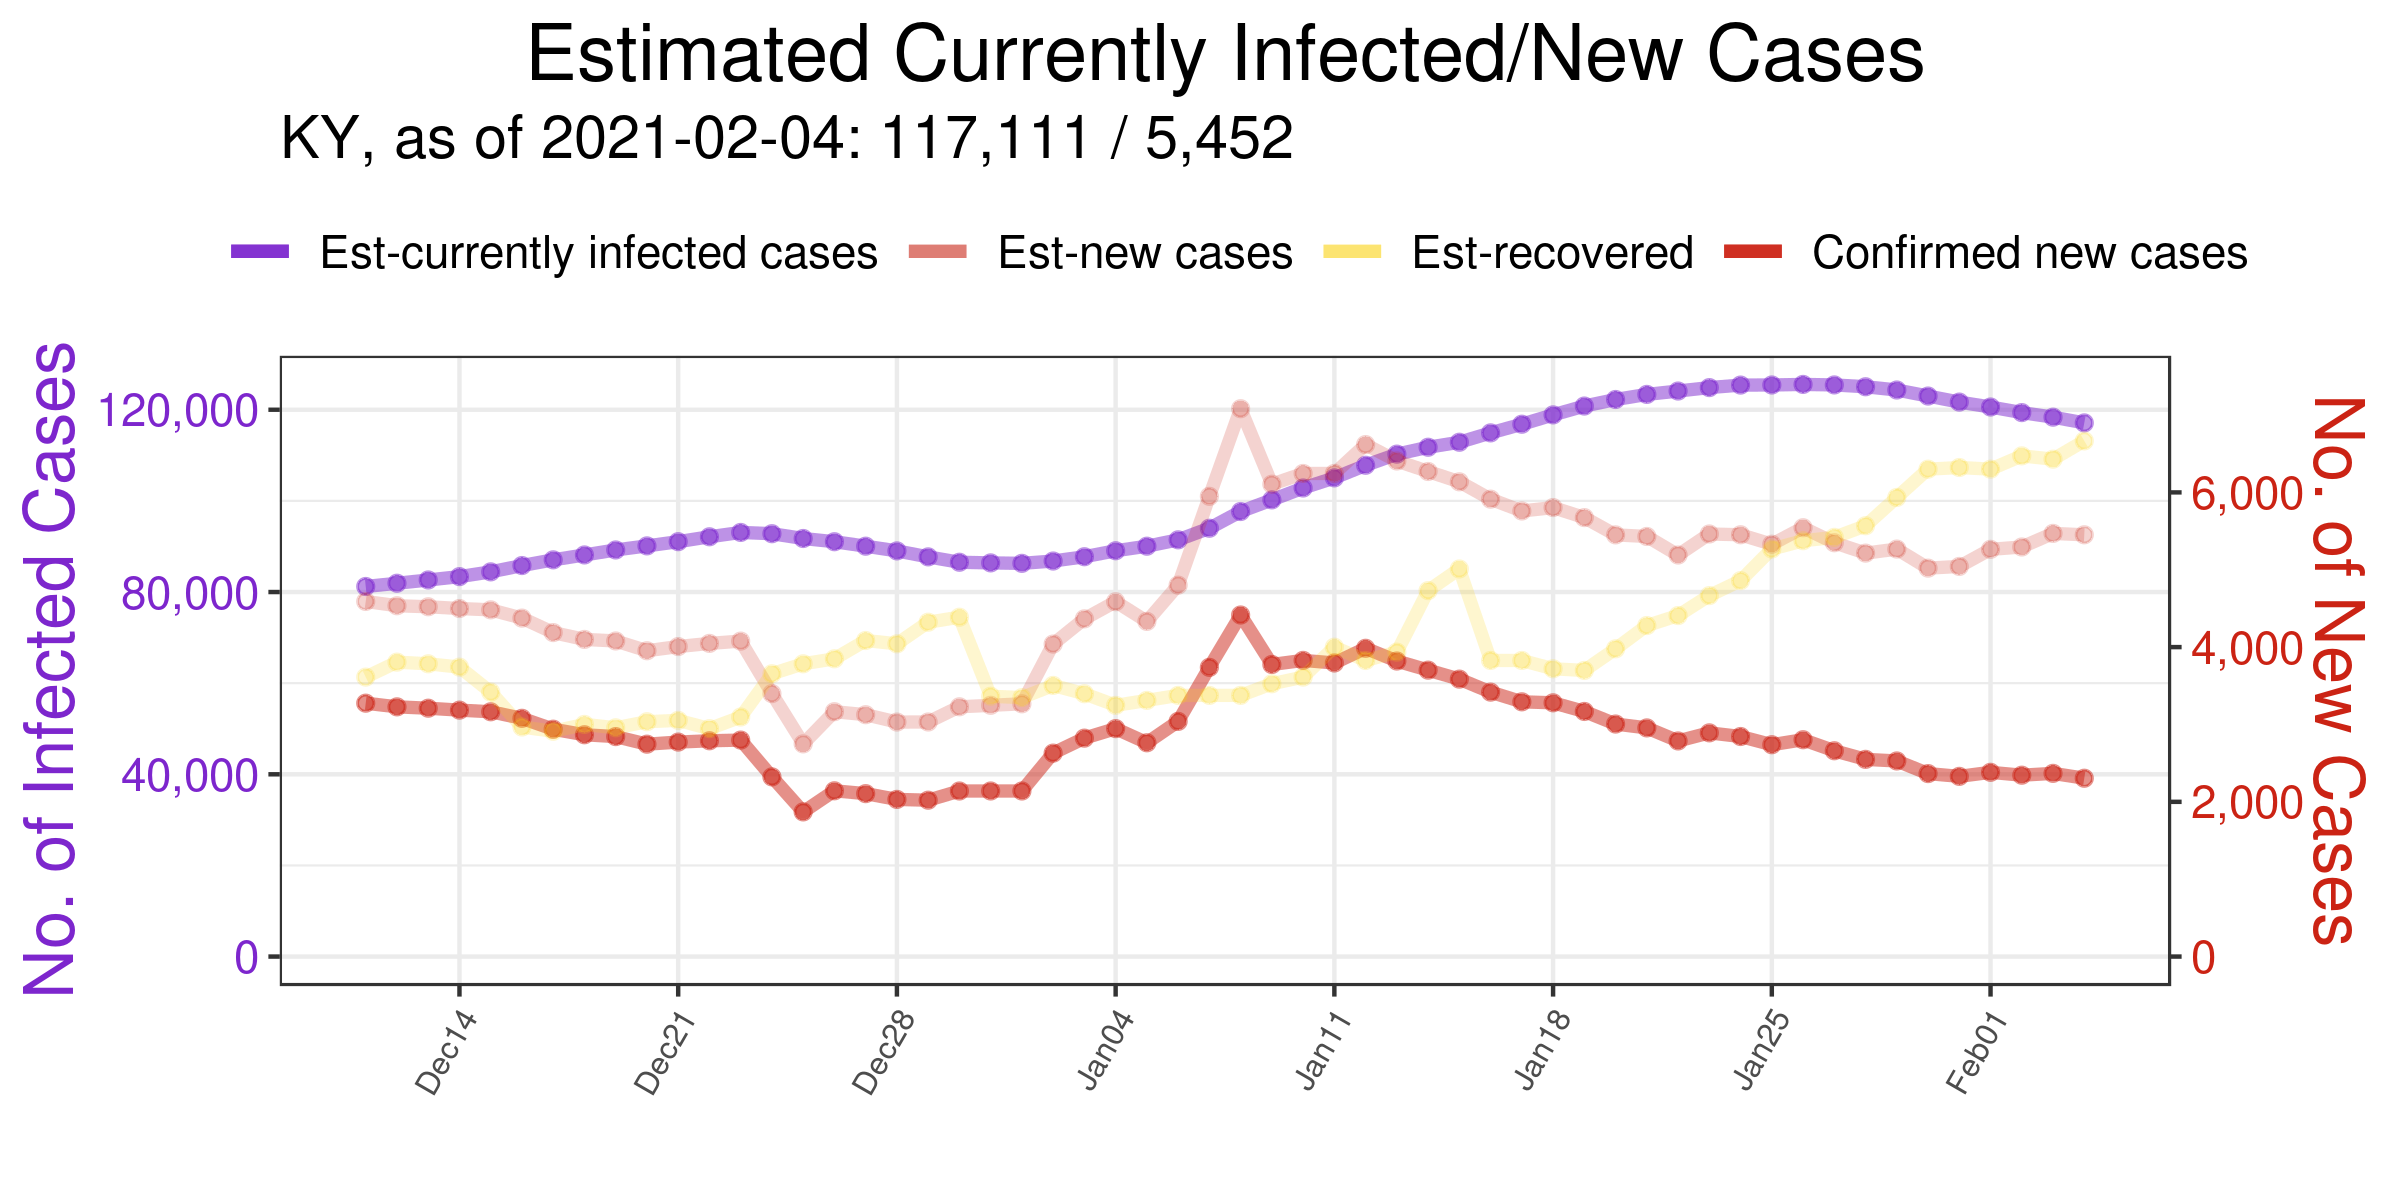 Estimated Currently Infected/New Cases
KY, as of 2021-02-04: 117,111 / 5,452
Est-currently infected cases Est-new cases Est-recovered Confirmed new cases
No. of Infected Cases
120,000
80,000
40,000
0
6,000
4,000
2,000
0
No. of New Cases
Dec14 Dec21 Dec28 Jan04 Jan11 Jan18 Jan25 Feb01